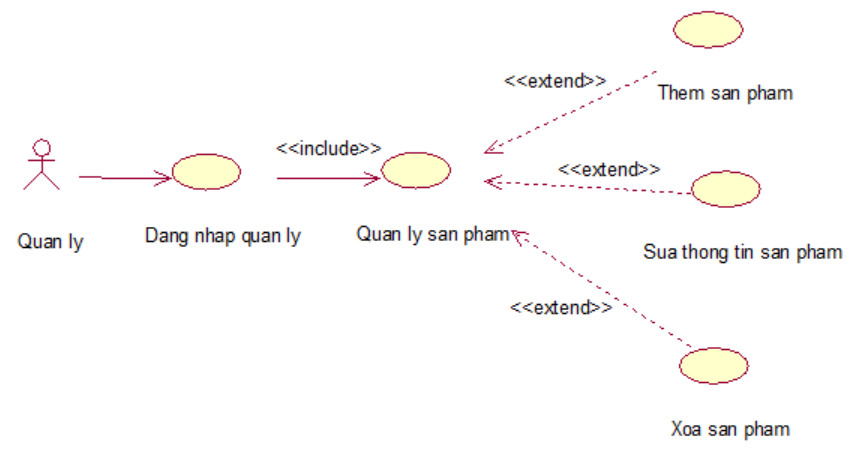 <<extend>>
Them san pham
<<include>>
<<extend>>
Quan ly
Dang nhap quan ly
Quan ly san pham
Sua thong tin san pham
<<extend>>
Xoa san pham